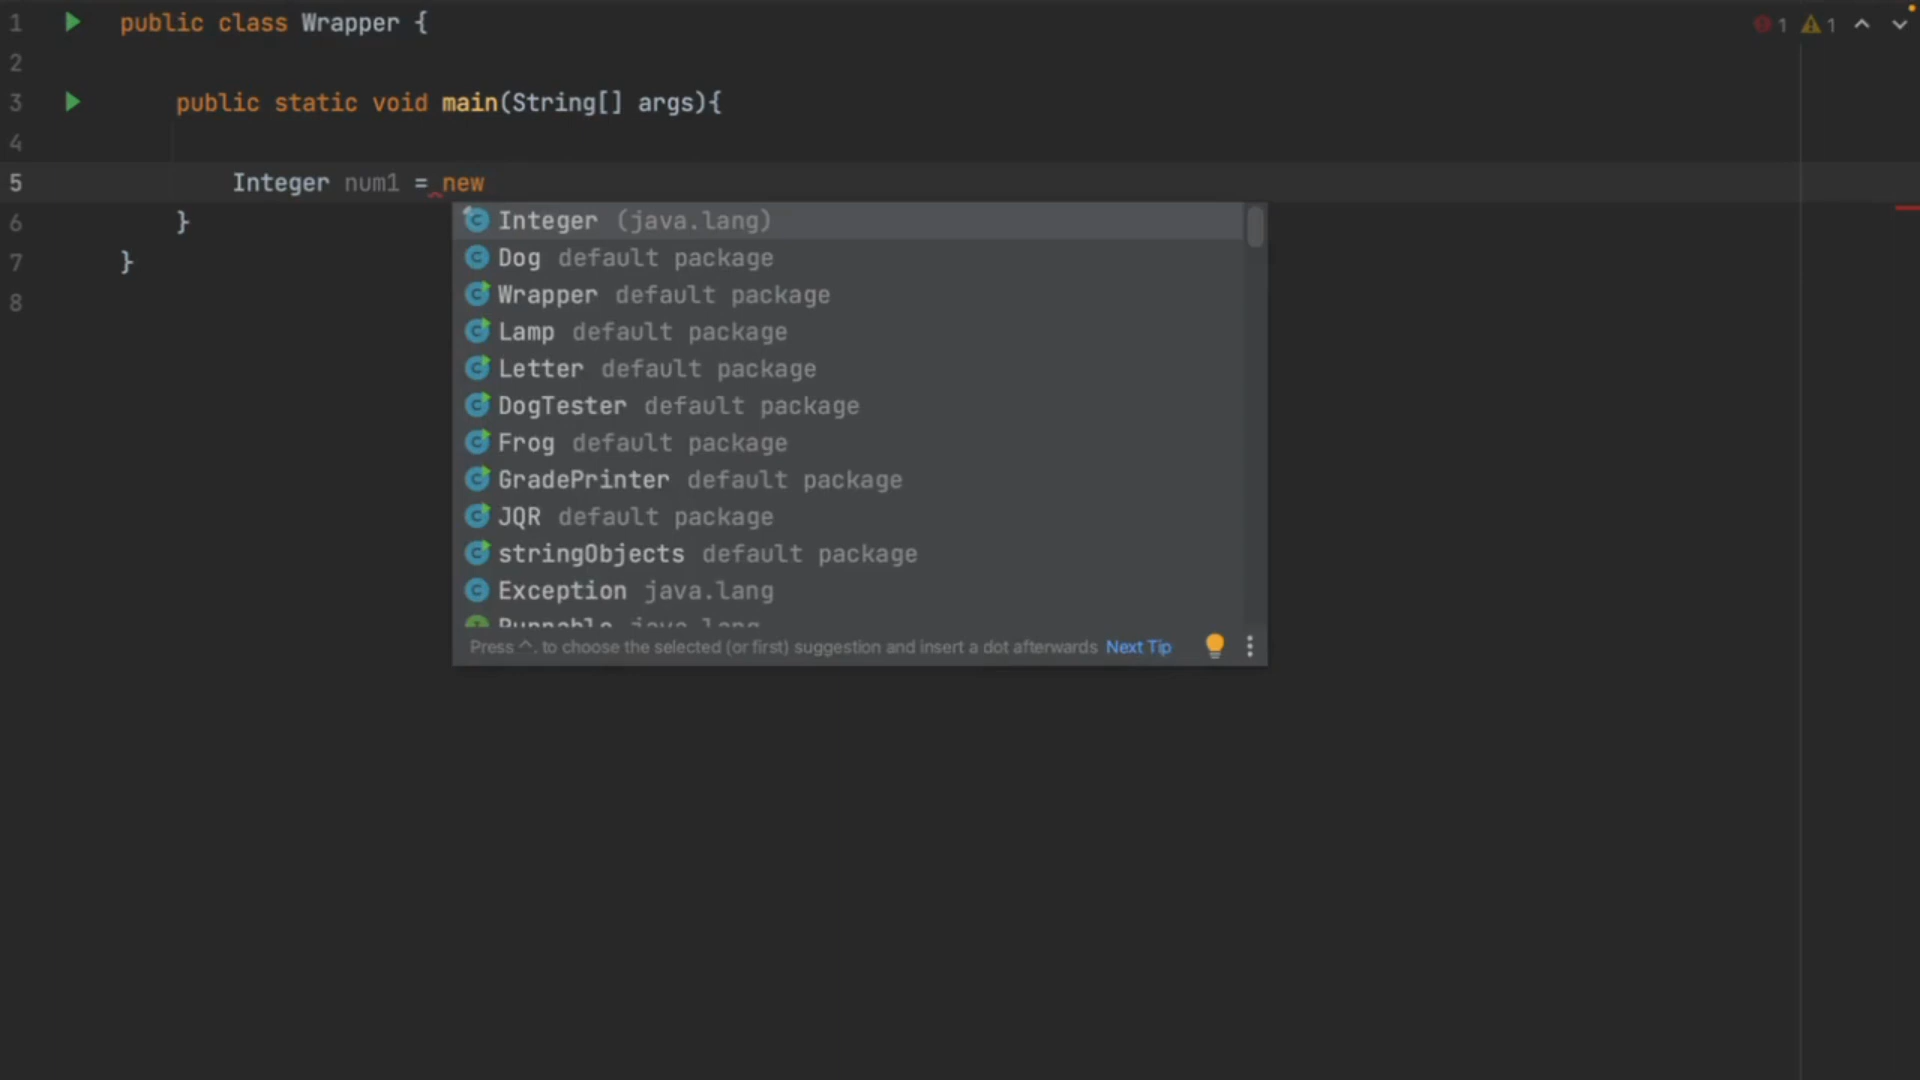 1 public class Wrapper { 1 1
2
3 public static void main(String[] args){
4
5 Integer num1 = new
6 }
7 }
8
Integer (java.lang)
Dog default package
Wrapper default package
Lamp default package
Letter default package
DogTester default package
Frog default package
GradePrinter default package
JQR default package
stringObjects default package
Exception java.lang
Runnable java.lang
Press ^. to choose the selected (or first) suggestion and insert a dot afterwards Next Tip